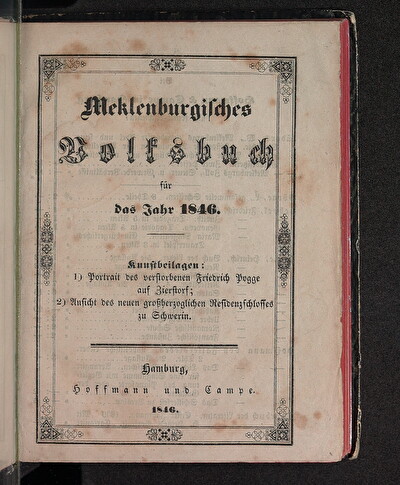 Meklenburgisches
Volksbuch
für
das Jahr 1846.
Kunstbeilagen:
1) Portrait des verstorbenen Friedrich Pogge
auf Zierstorf;
2) Ansicht des neuen großherzoglichen Residenzschlosses
zu Schwerin.
Hamburg,
Hoffmann und Campe.
1846.